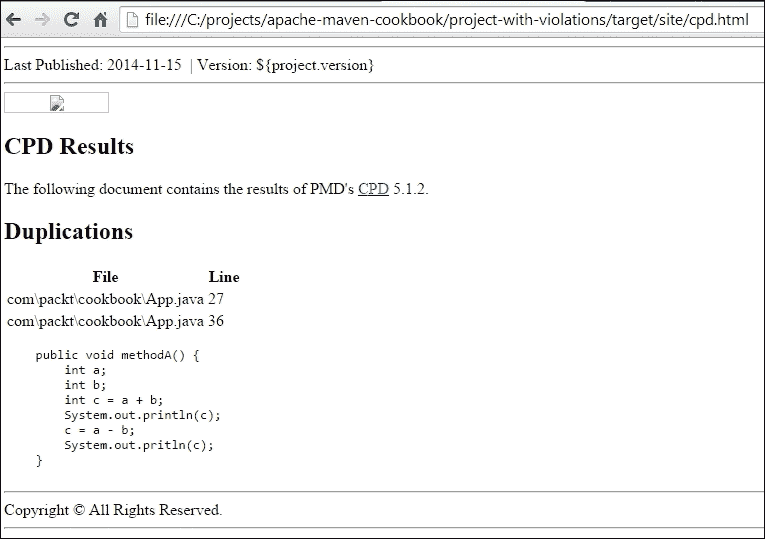 file:///C:/projects/apache-maven-cookbook/project-with-violations/target/site/cpd.html
Last Published: 2014-11-15 | Version: ${project.version}
CPD Results
The following document contains the results of PMD's CPD 5.1.2.
Duplications
File Line
com\packt\cookbook\App.java 27
com\packt\cookbook\App.java 36
public void methodA() {
int a;
int b;
int c = a + b;
System.out.println(c);
c = a - b;
System.out.pritln(c);
}
Copyright © All Rights Reserved.